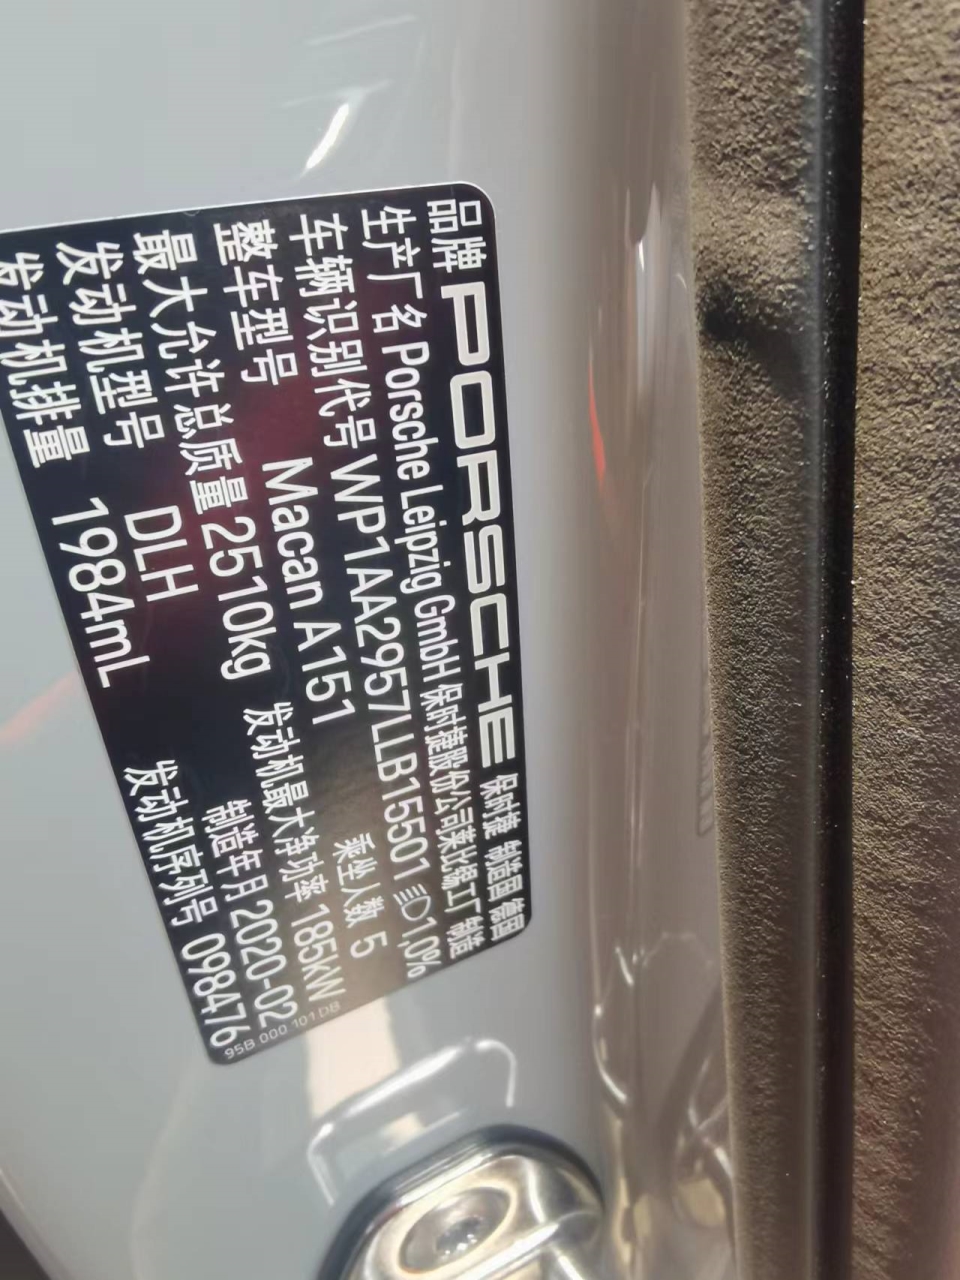 品牌 PORSCHE 保时捷 制造国 德国
生产厂名 Porsche Leipzig GmbH 保时捷股份公司莱比锡工厂 制造
车辆识别代号 WP1AA2957LLB15501 1,0%
整车型号 Macan A151 乘坐人数 5
最大允许总质量 2510kg 发动机最大净功率 185kW
发动机型号 DLH 制造年月 2020-02
发动机排量 1984mL 发动机序列号 098476
95B 000 101 DB